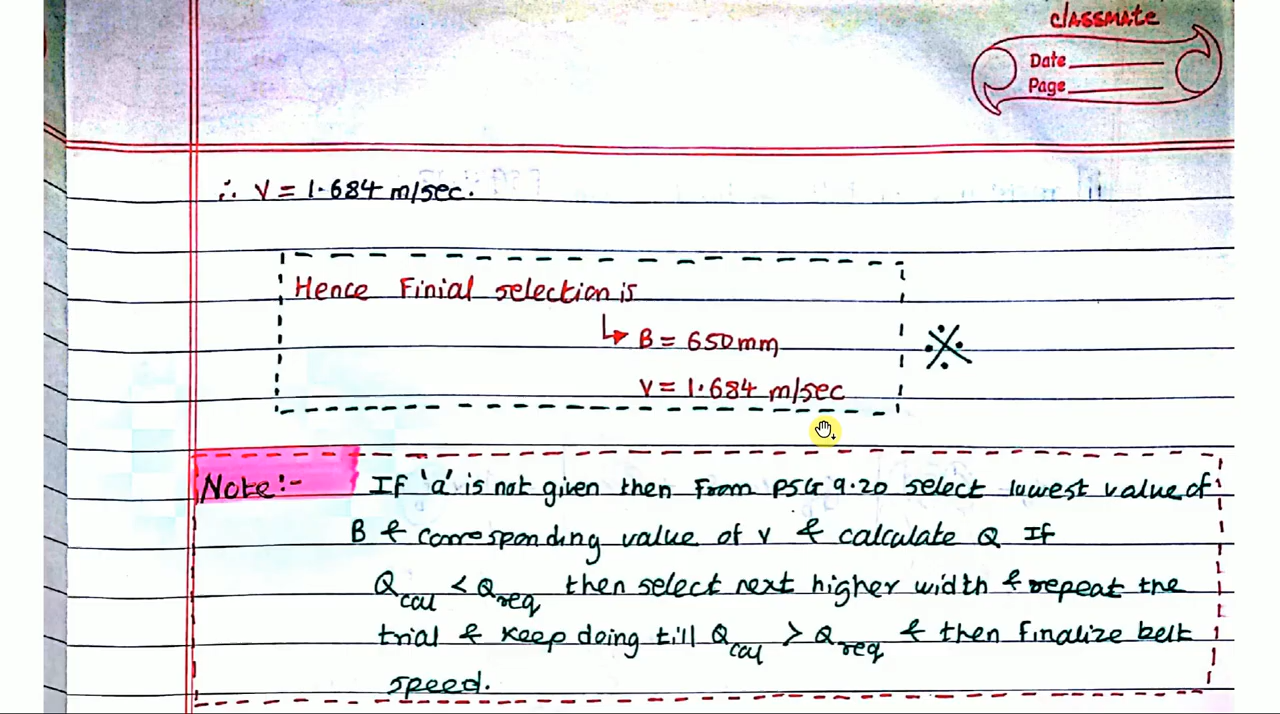 classmate
Date
Page
∴ V = 1.684 m/sec.
Hence Finial selection is
B = 650mm
V = 1.684 m/sec
Note:- If 'a' is not given then From PSG 9.20 select lowest value of
B & corresponding value of V & calculate Q If
Qcal < Qreq then select next higher width & repeat the
trial & keep doing till Qcal > Qreq & then finalize belt
speed.